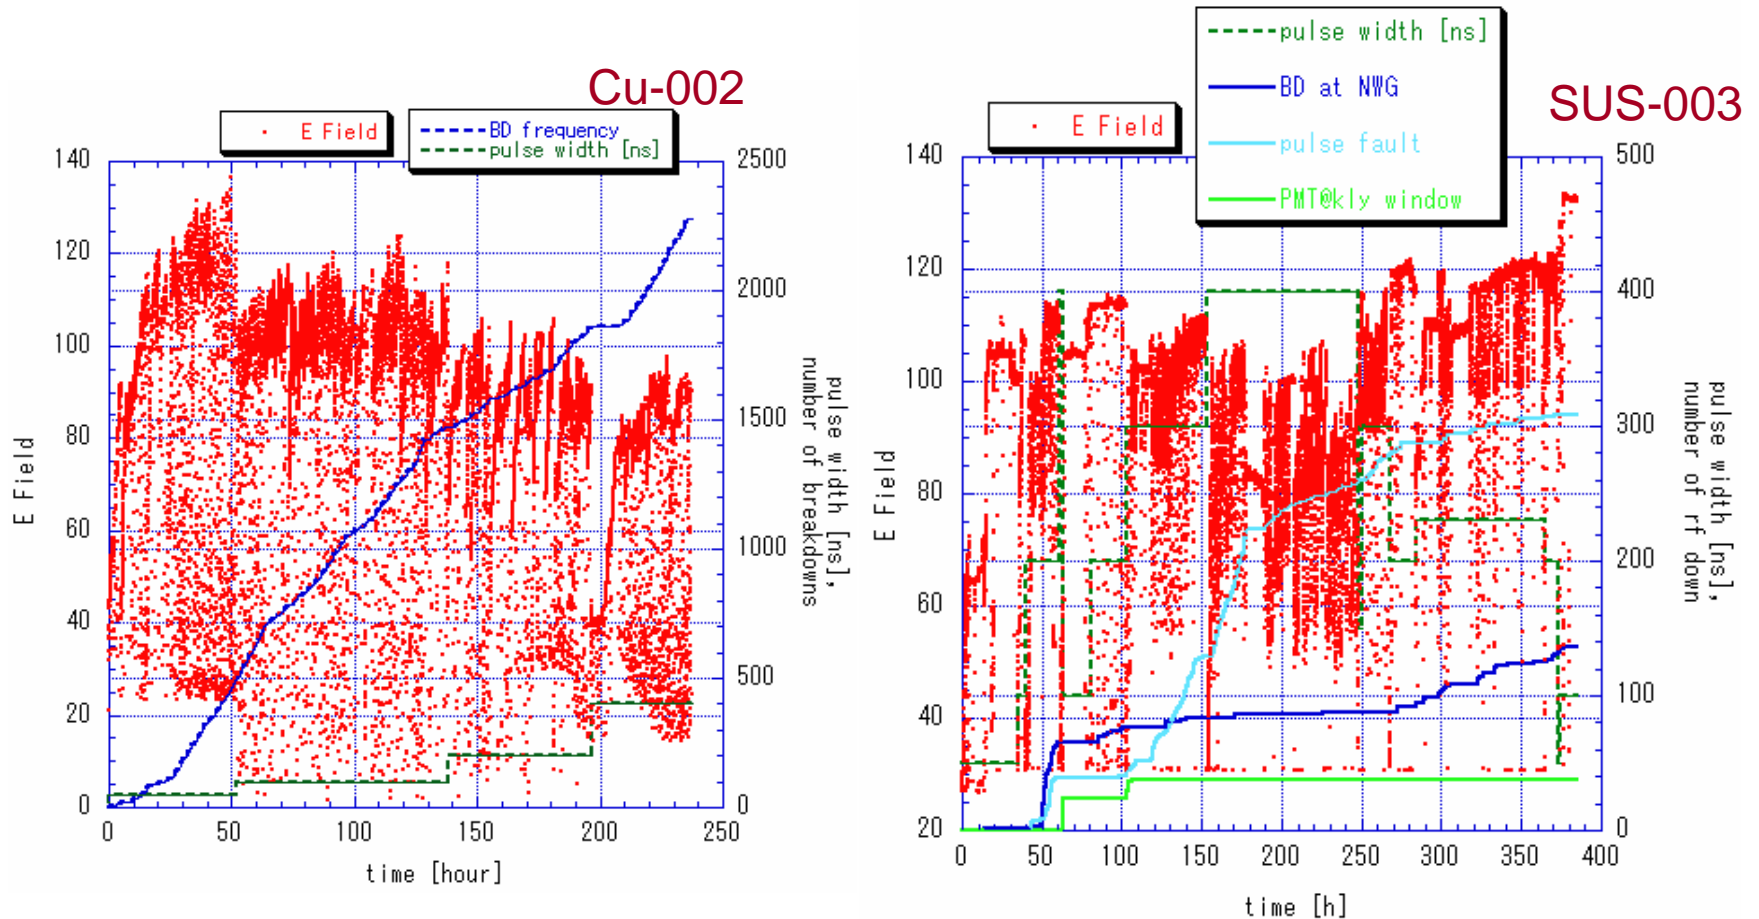 Cu-002
E Field
BD frequency
pulse width [ns]
140
120
100
80
60
40
20
0
E Field
2500
2000
1500
1000
500
0
pulse width [ns],
number of breakdowns
0 50 100 150 200 250
time [hour]
SUS-003
E Field
pulse width [ns]
BD at NWG
pulse fault
PMT@kly window
140
120
100
80
60
40
20
E Field
500
400
300
200
100
0
pulse width [ns],
number of rf down
0 50 100 150 200 250 300 350 400
time [h]